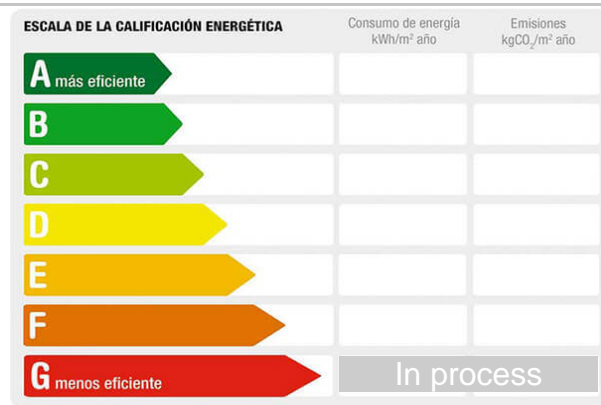 ESCALA DE LA CALIFICACIÓN ENERGÉTICA
Consumo de energía
kWh/m² año
Emisiones
kgCO₂/m² año
A más eficiente
B
C
D
E
F
G menos eficiente
In process